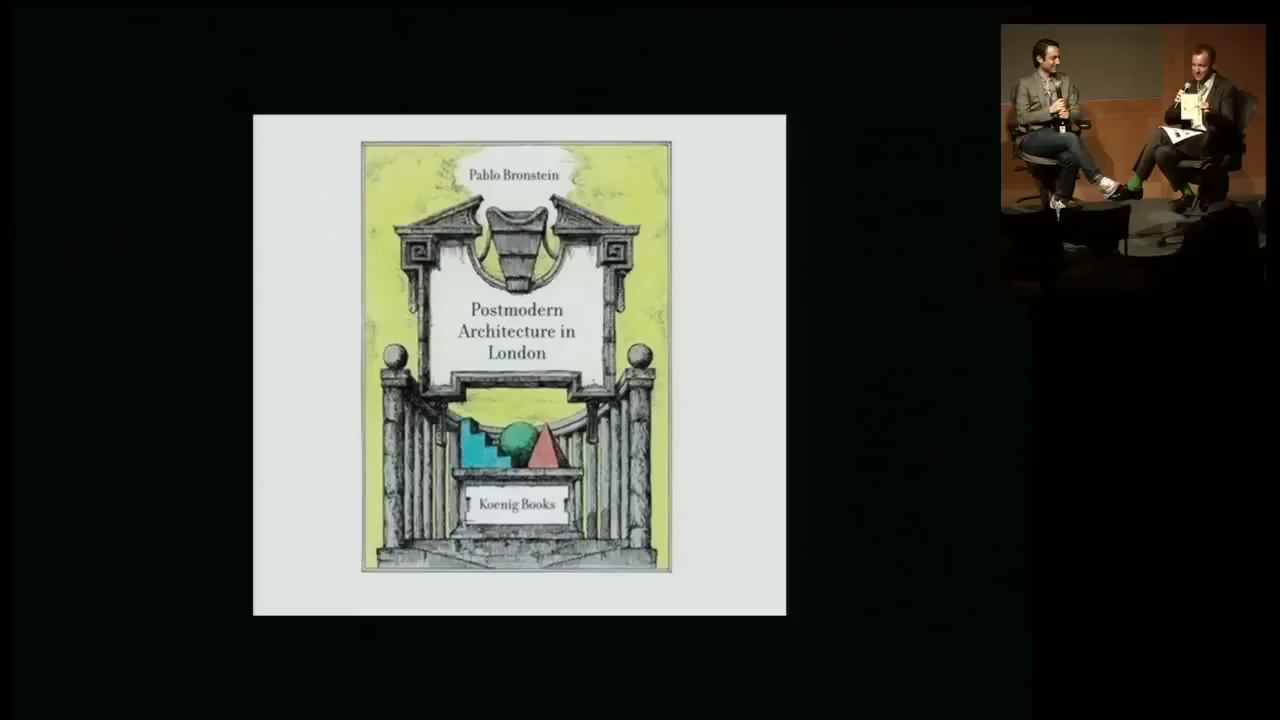 Pablo Bronstein
Postmodern
Architecture in
London
Koenig Books